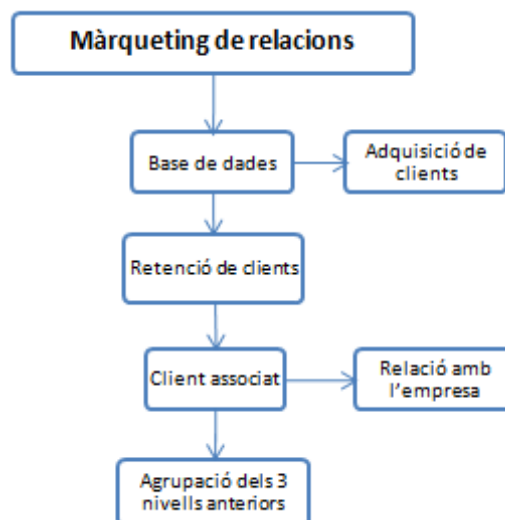 Màrqueting de relacions
Base de dades
Adquisició de
clients
Retenció de clients
Client associat
Relació amb
l'empresa
Agrupació dels 3
nivells anteriors